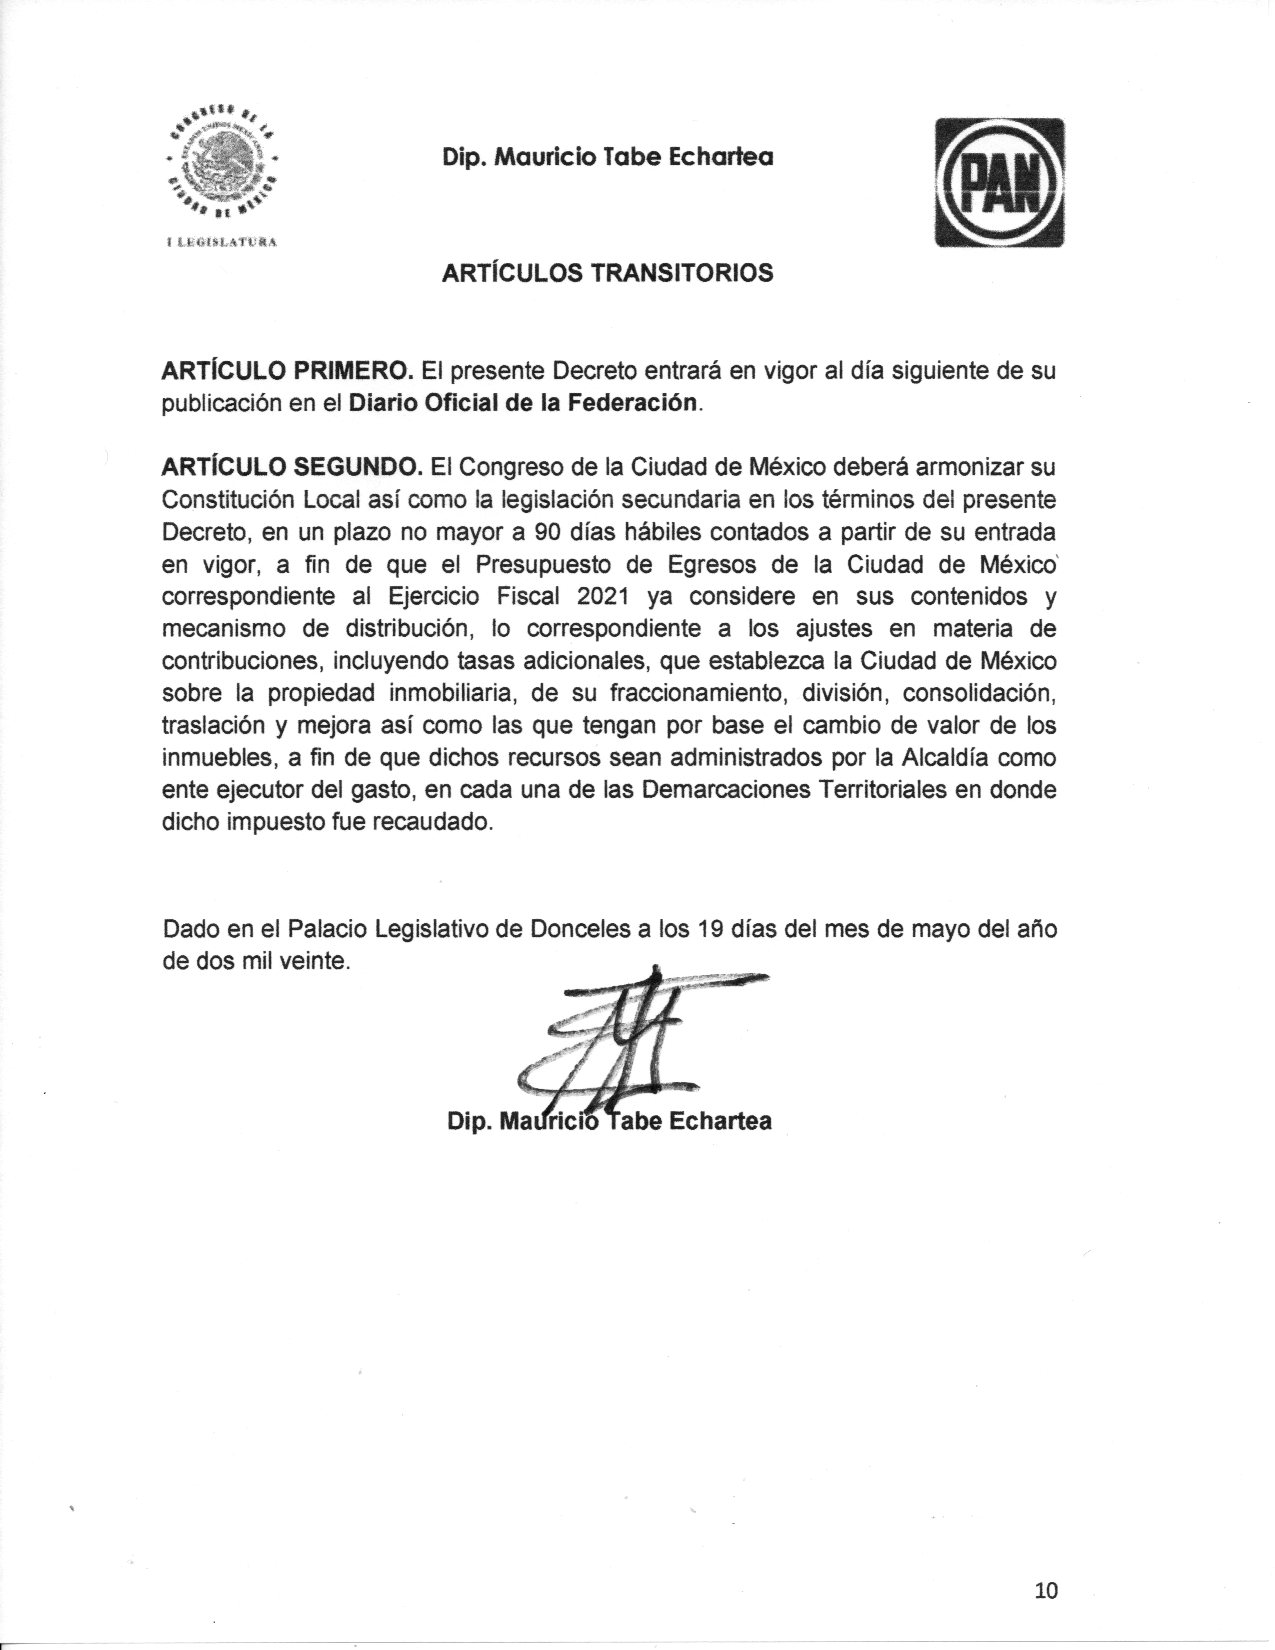 CONGRESO DE LA
CIUDAD DE MÉXICO
I LEGISLATURA
Dip. Mauricio Tabe Echartea
PAN
ARTÍCULOS TRANSITORIOS
ARTÍCULO PRIMERO. El presente Decreto entrará en vigor al día siguiente de su
publicación en el Diario Oficial de la Federación.
ARTÍCULO SEGUNDO. El Congreso de la Ciudad de México deberá armonizar su
Constitución Local así como la legislación secundaria en los términos del presente
Decreto, en un plazo no mayor a 90 días hábiles contados a partir de su entrada
en vigor, a fin de que el Presupuesto de Egresos de la Ciudad de México
correspondiente al Ejercicio Fiscal 2021 ya considere en sus contenidos y
mecanismo de distribución, lo correspondiente a los ajustes en materia de
contribuciones, incluyendo tasas adicionales, que establezca la Ciudad de México
sobre la propiedad inmobiliaria, de su fraccionamiento, división, consolidación,
traslación y mejora así como las que tengan por base el cambio de valor de los
inmuebles, a fin de que dichos recursos sean administrados por la Alcaldía como
ente ejecutor del gasto, en cada una de las Demarcaciones Territoriales en donde
dicho impuesto fue recaudado.
Dado en el Palacio Legislativo de Donceles a los 19 días del mes de mayo del año
de dos mil veinte.
Dip. Mauricio Tabe Echartea
10